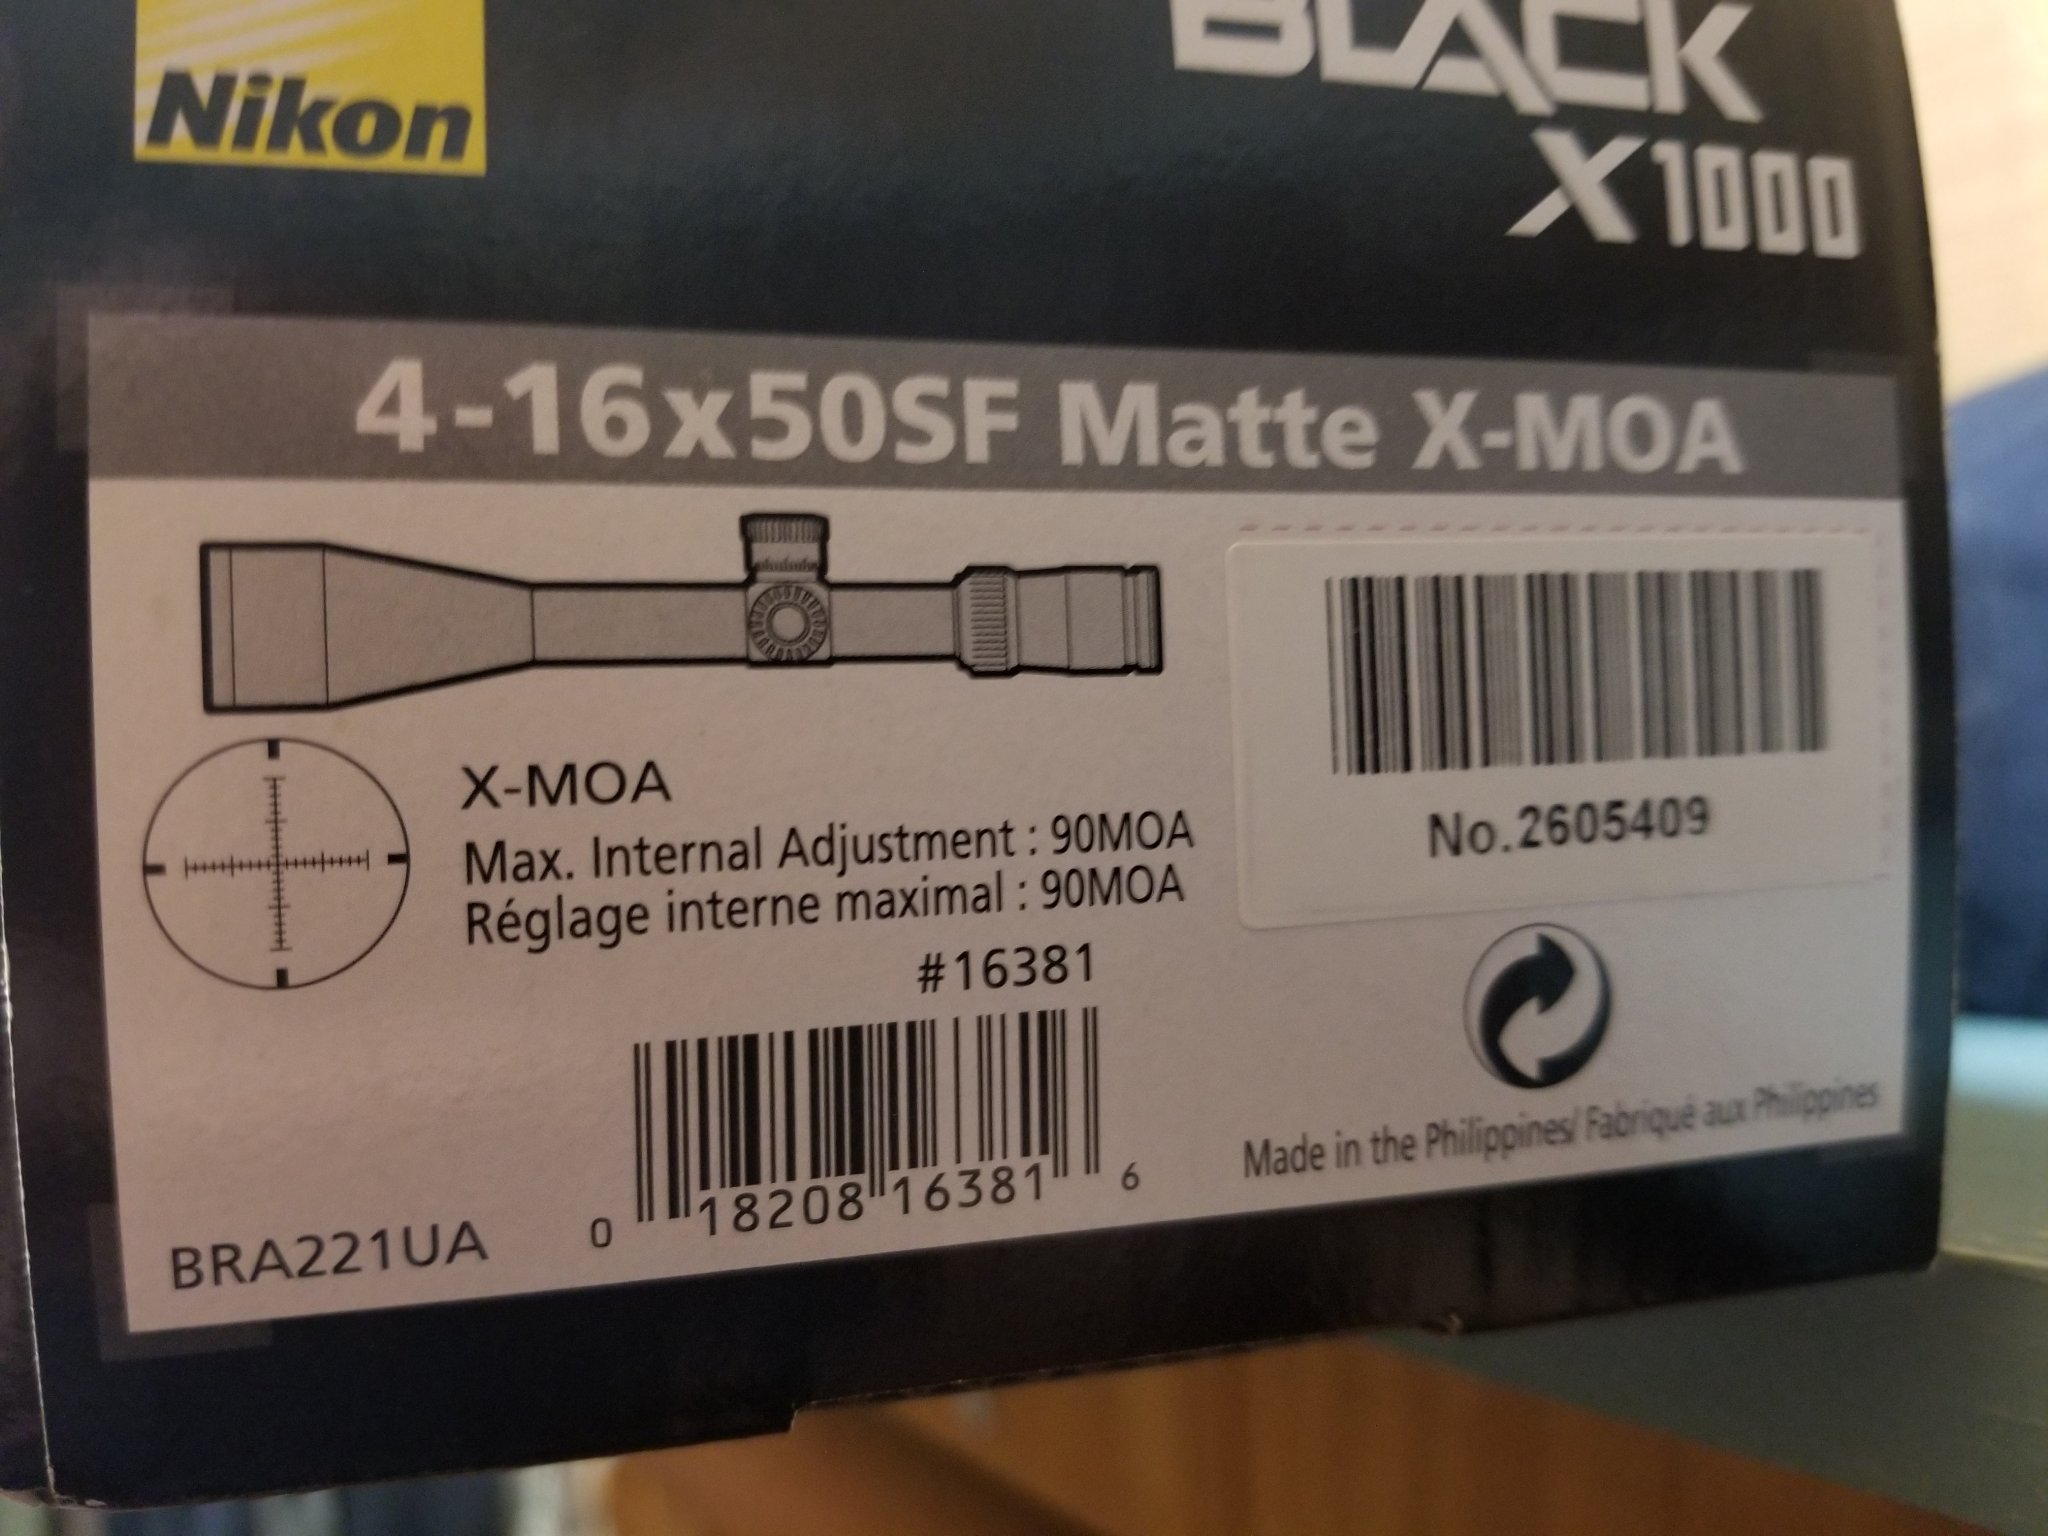 Nikon
BLACK
X1000
4-16x50SF Matte X-MOA
X-MOA
Max. Internal Adjustment : 90MOA
Réglage interne maximal : 90MOA
#16381
No.2605409
0 18208 16381 6
BRA221UA
Made in the Philippines/ Fabriqué aux Philippines